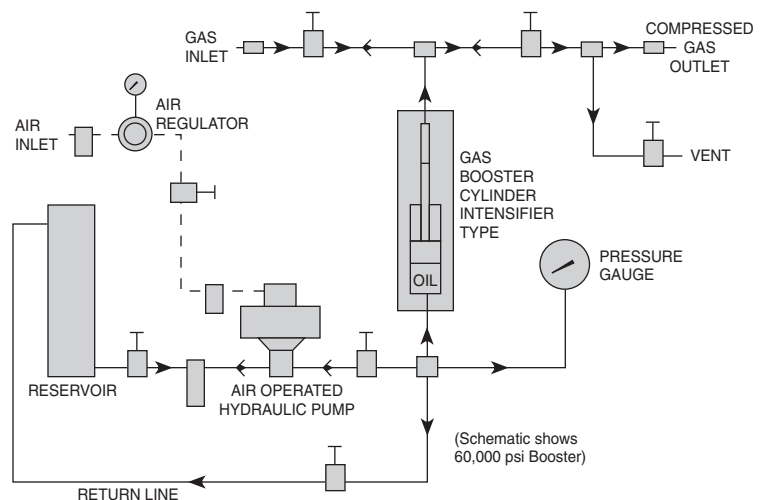 GAS
INLET
COMPRESSED
GAS
OUTLET
AIR
REGULATOR
AIR
INLET
VENT
GAS
BOOSTER
CYLINDER
INTENSIFIER
TYPE
OIL
PRESSURE
GAUGE
RESERVOIR
AIR OPERATED
HYDRAULIC PUMP
(Schematic shows
60,000 psi Booster)
RETURN LINE